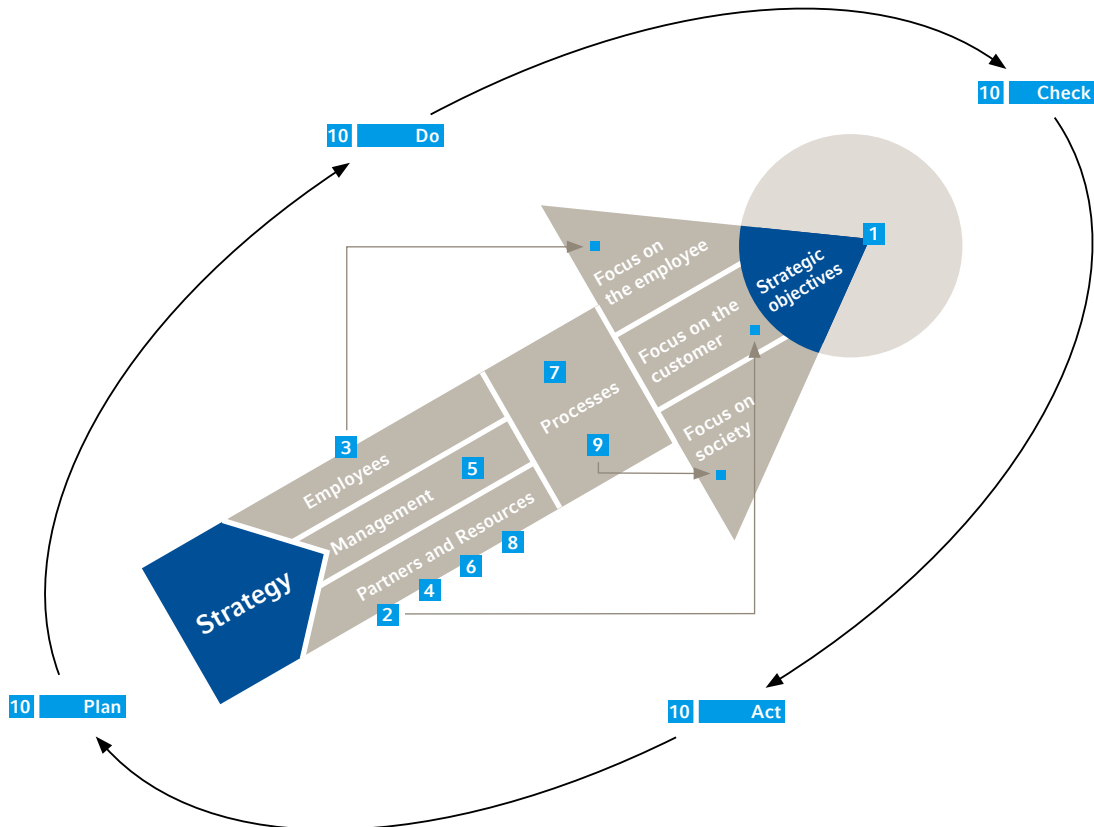 10 Check
10 Do
1
Strategic
objectives
Focus on
the employee
Focus on the
customer
Focus on
society
7
Processes
9
3
Employees
5
Management
Partners and Resources
8
6
4
2
Strategy
10 Plan
10 Act